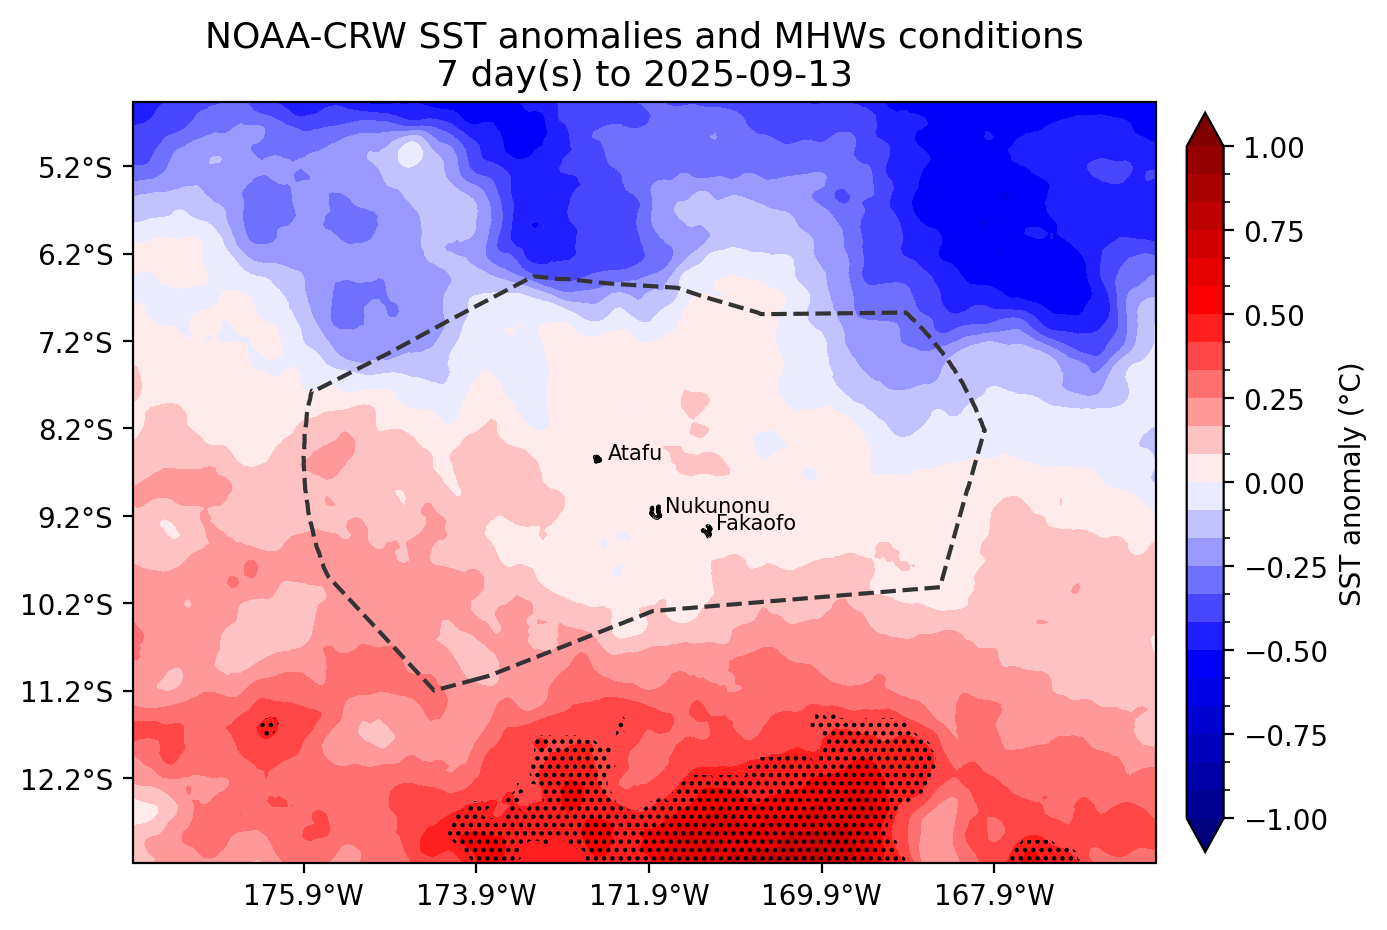 NOAA-CRW SST anomalies and MHWs conditions
7 day(s) to 2025-09-13
5.2°S
6.2°S
7.2°S
8.2°S
9.2°S
10.2°S
11.2°S
12.2°S
Atafu
Nukunonu
Fakaofo
175.9°W
173.9°W
171.9°W
169.9°W
167.9°W
1.00
0.75
0.50
0.25
0.00
−0.25
−0.50
−0.75
−1.00
SST anomaly (°C)